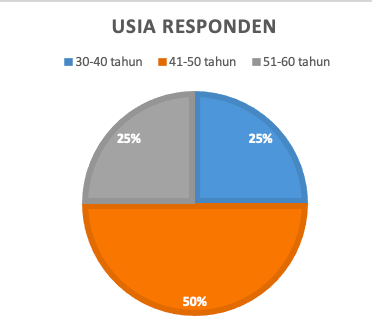 USIA RESPONDEN
30-40 tahun 41-50 tahun 51-60 tahun
25% 25%
50%